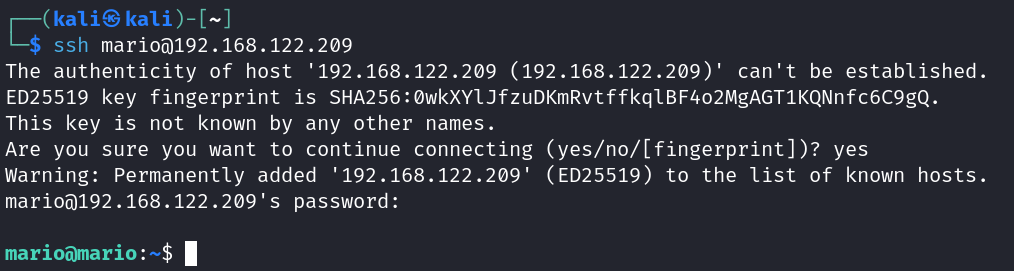 ┌──(kali㉿kali)-[~]
└─$ ssh mario@192.168.122.209
The authenticity of host '192.168.122.209 (192.168.122.209)' can't be established.
ED25519 key fingerprint is SHA256:0wkXYlJfzuDKmRvtffkqlBF4o2MgAGT1KQNnfc6C9gQ.
This key is not known by any other names.
Are you sure you want to continue connecting (yes/no/[fingerprint])? yes
Warning: Permanently added '192.168.122.209' (ED25519) to the list of known hosts.
mario@192.168.122.209's password:
mario@mario:~$